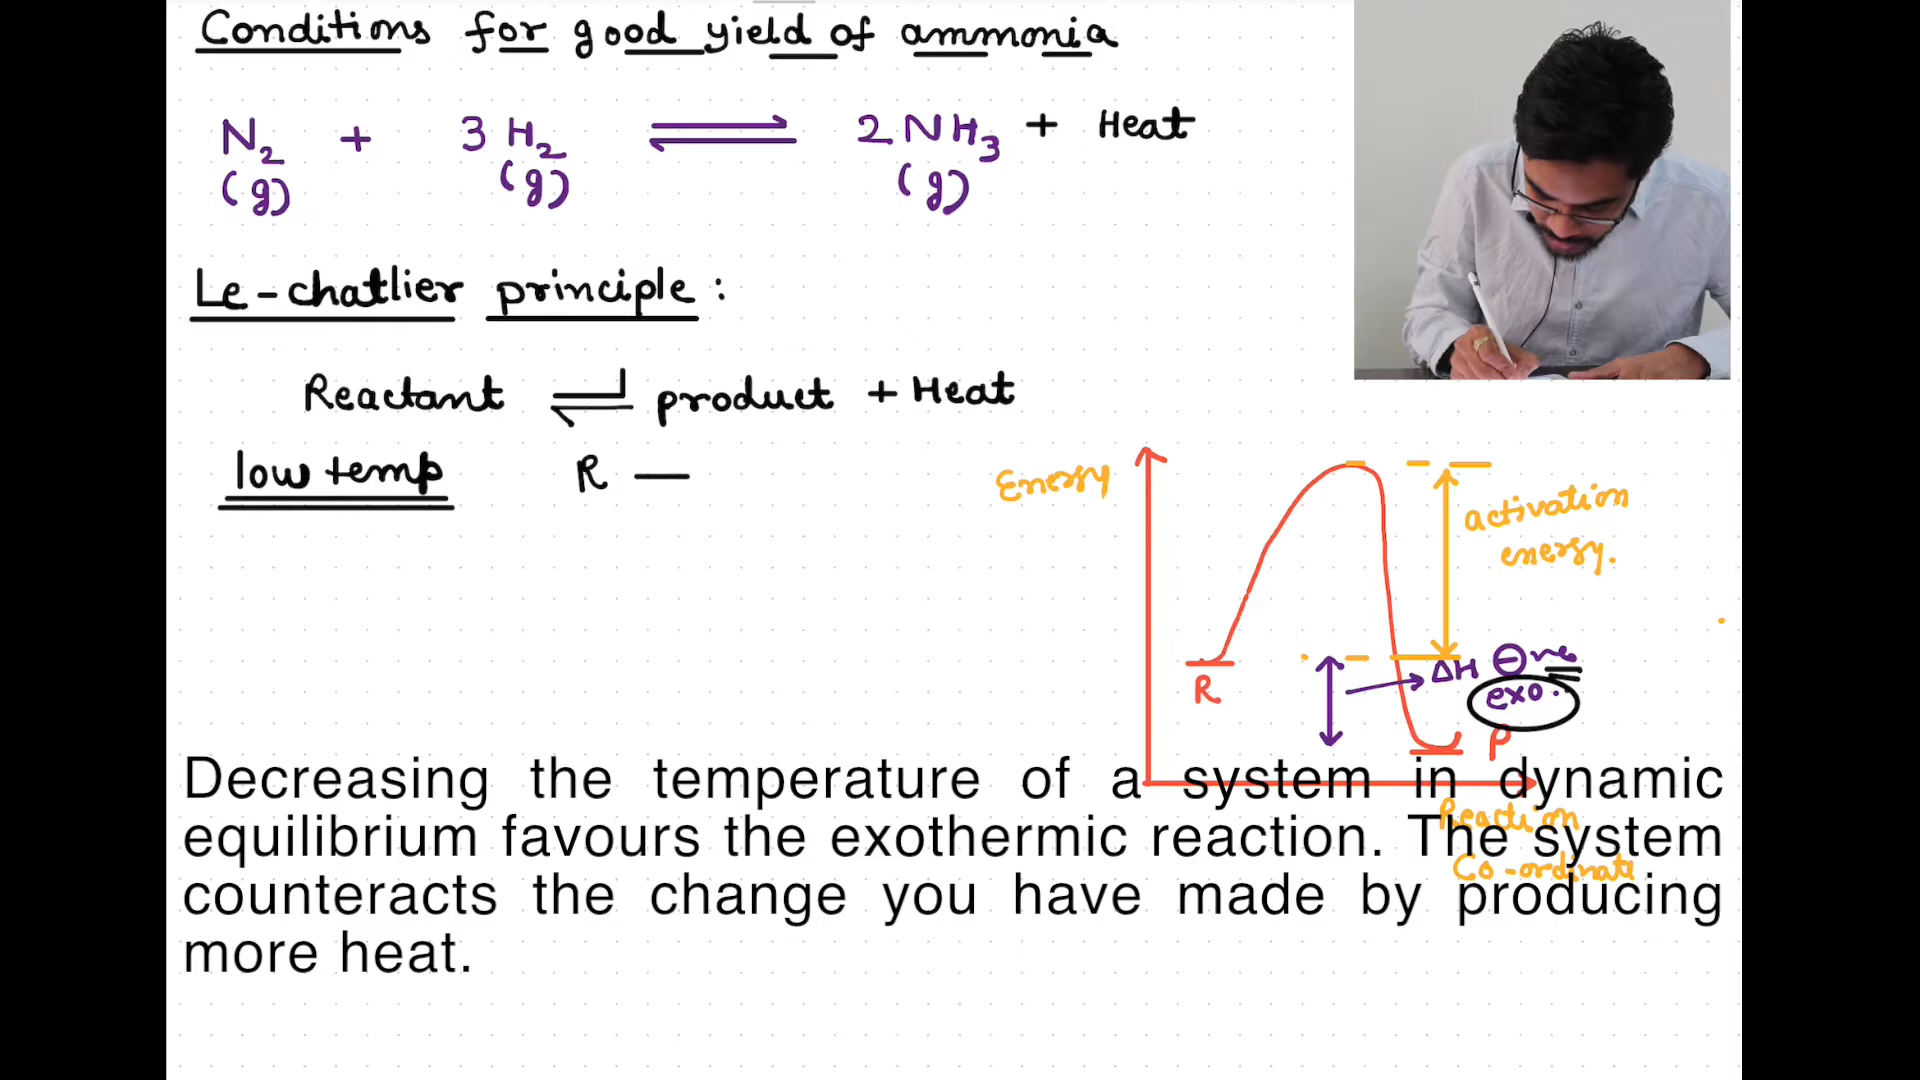 Conditions for good yield of ammonia
N2 + 3 H2 ⇌ 2 NH3 + Heat
(g) (g) (g)
Le-chatlier principle :
Reactant ⇌ product + Heat
low temp R —
Energy
activation
energy.
ΔH ⊖ve
exo.
R
P
Decreasing the temperature of a system in dynamic
Reaction
equilibrium favours the exothermic reaction. The system
Co-ordinate
counteracts the change you have made by producing
more heat.